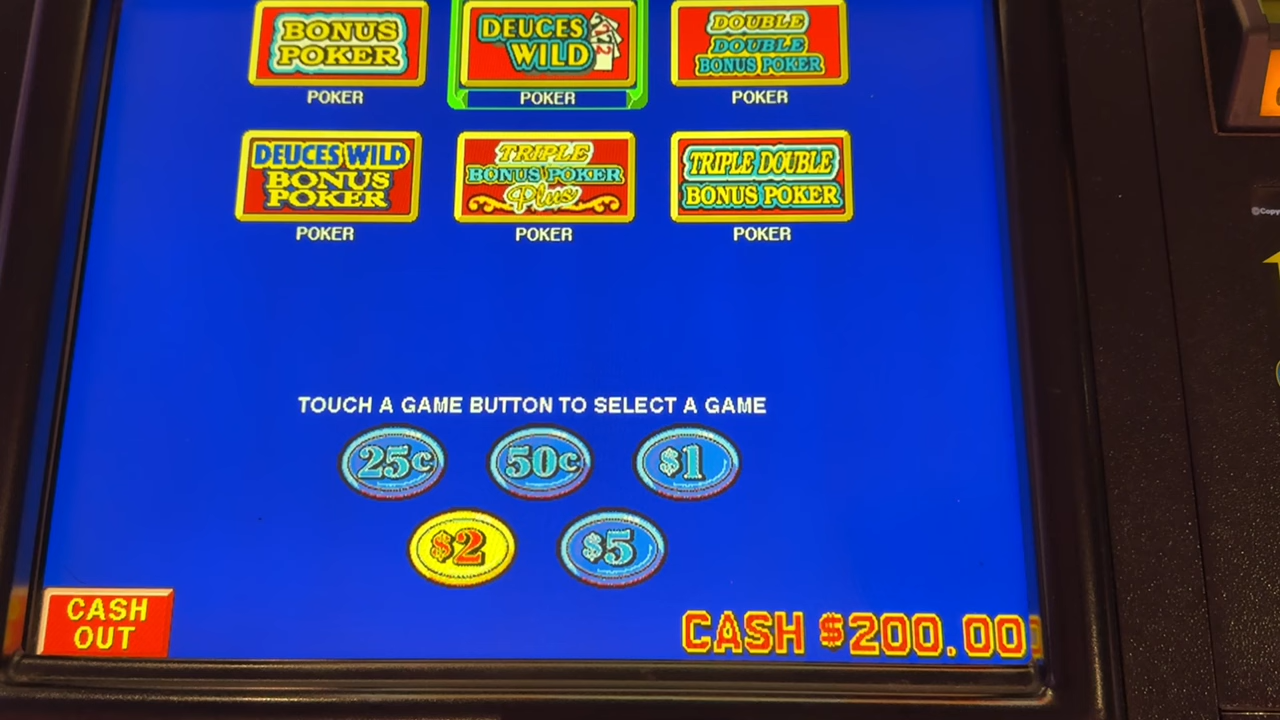 BONUS
POKER
POKER
DEUCES
WILD
POKER
DOUBLE
DOUBLE
BONUS POKER
POKER
DEUCES WILD
BONUS
POKER
POKER
TRIPLE
BONUS POKER
Plus
POKER
TRIPLE DOUBLE
BONUS POKER
POKER
TOUCH A GAME BUTTON TO SELECT A GAME
25¢
50¢
$1
$2
$5
CASH
OUT
CASH $200.00